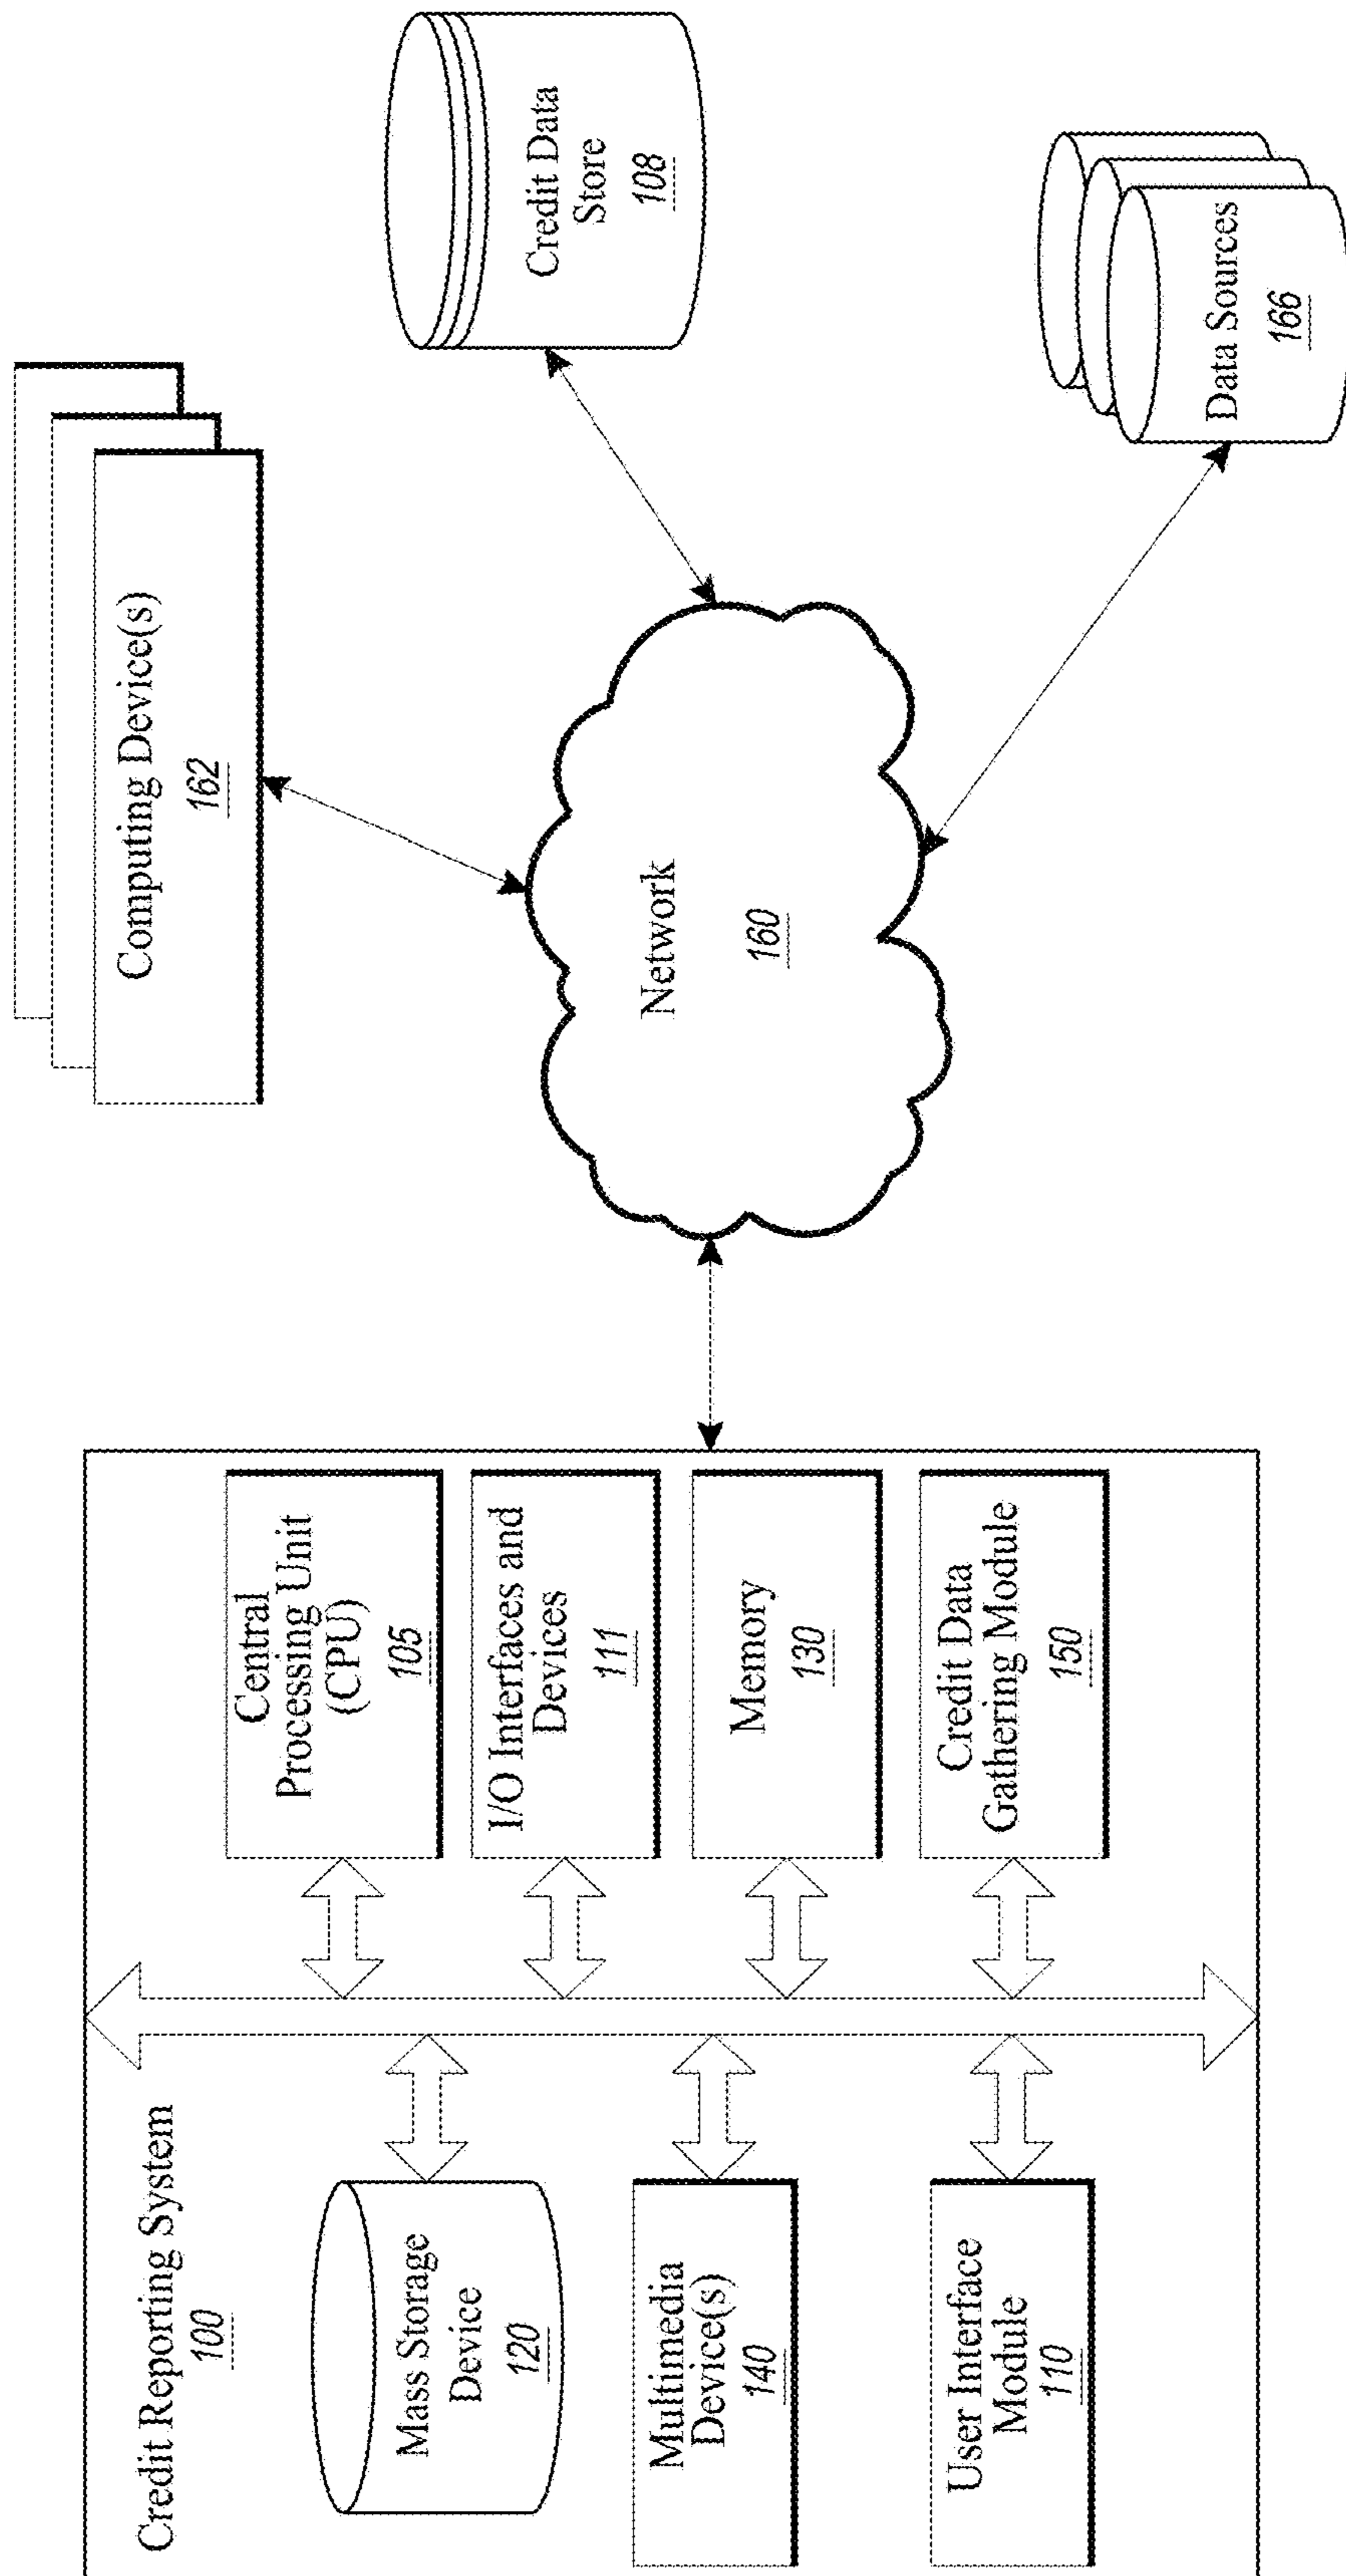 Credit Reporting System
100
Mass Storage
Device
120
Multimedia
Device(s)
140
User Interface
Module
110
Central
Processing Unit
(CPU)
105
I/O Interfaces and
Devices
111
Memory
130
Credit Data
Gathering Module
150
Network
160
Computing Device(s)
162
Credit Data
Store
108
Data Sources
166